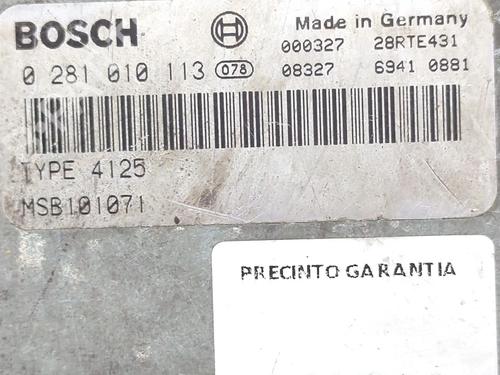 BOSCH
Made in Germany
000327 28RTE431
0 281 010 113 078 08327 6941 0881
TYPE 4125
MSB101071
PRECINTO GARANTIA